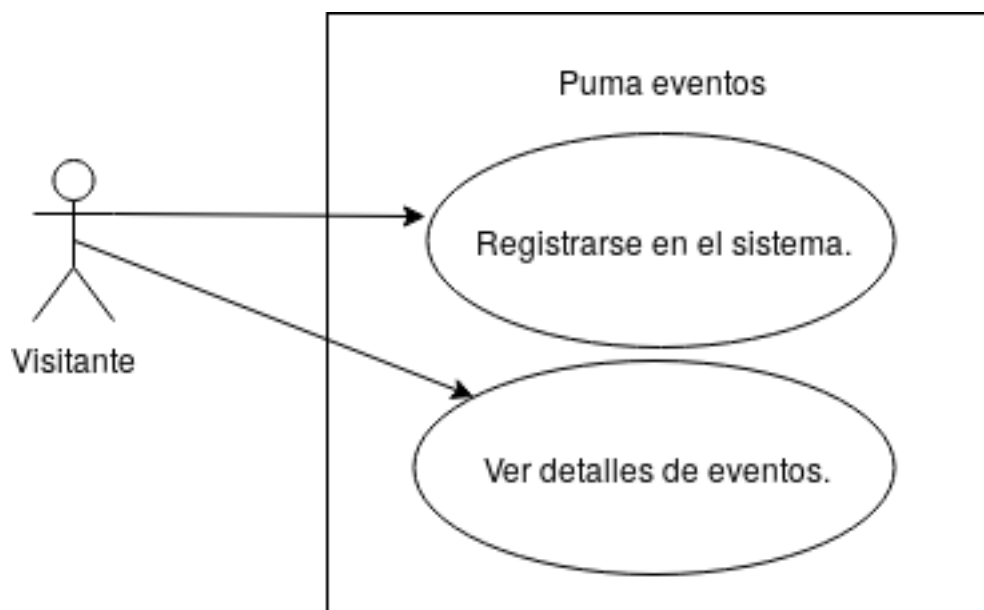 Puma eventos
Registrarse en el sistema.
Visitante
Ver detalles de eventos.